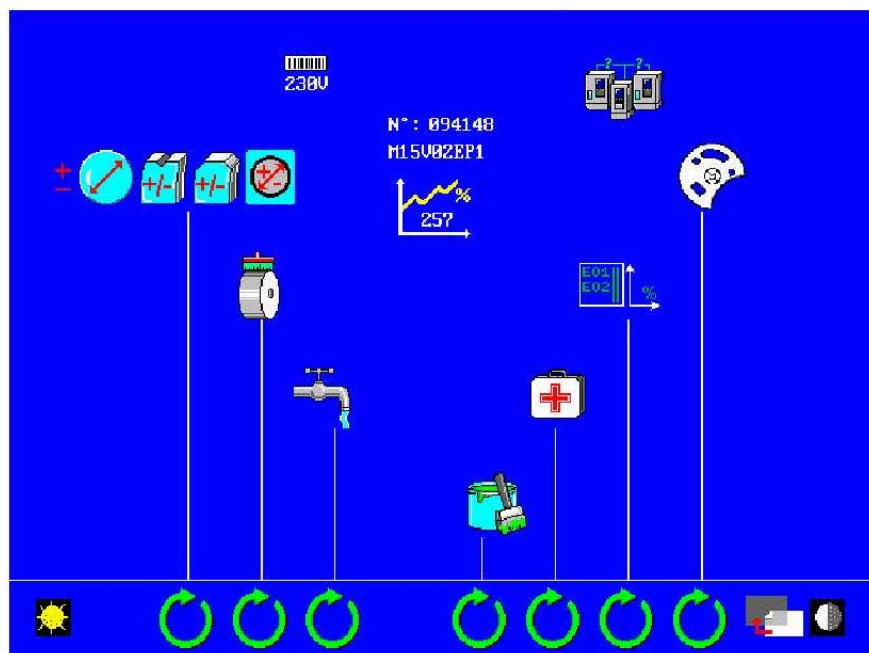 230V
N°: 094148
M15V02EP1
+/-
+/-
+/-
%
257
E01
E02
%
? ?